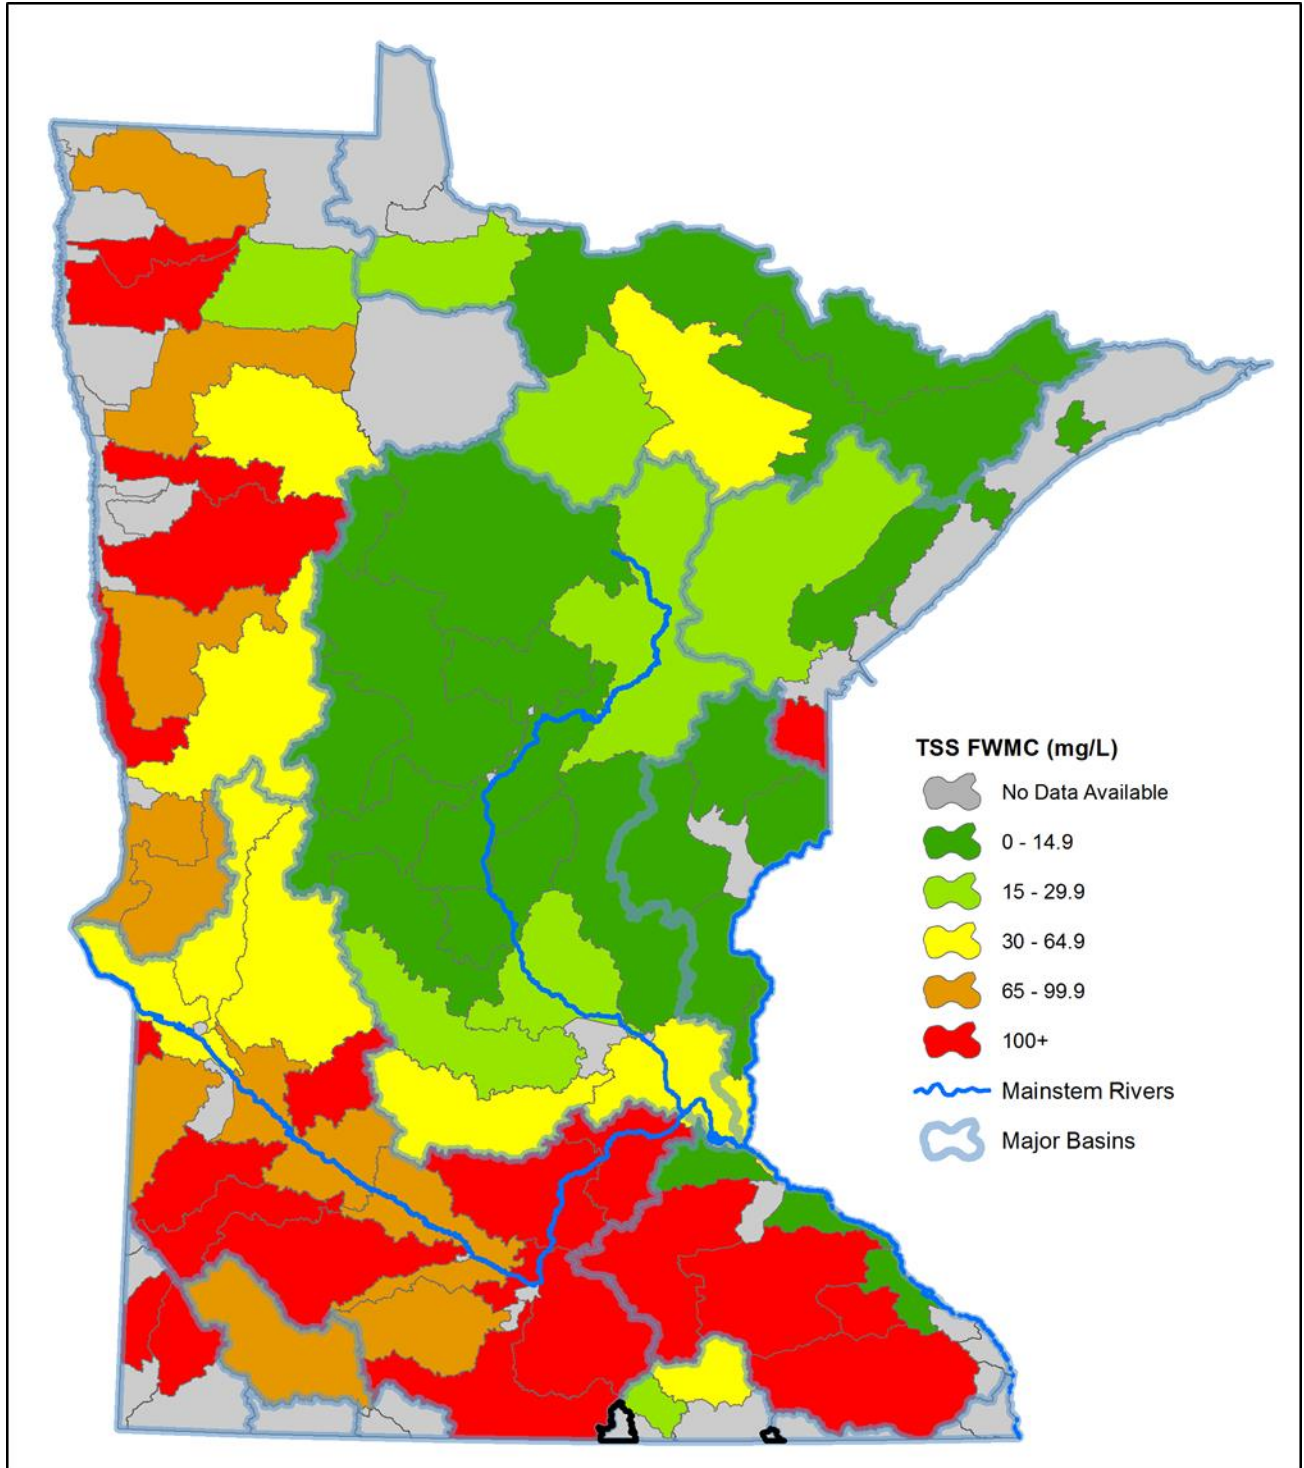 TSS FWMC (mg/L)
No Data Available
0 - 14.9
15 - 29.9
30 - 64.9
65 - 99.9
100+
Mainstem Rivers
Major Basins